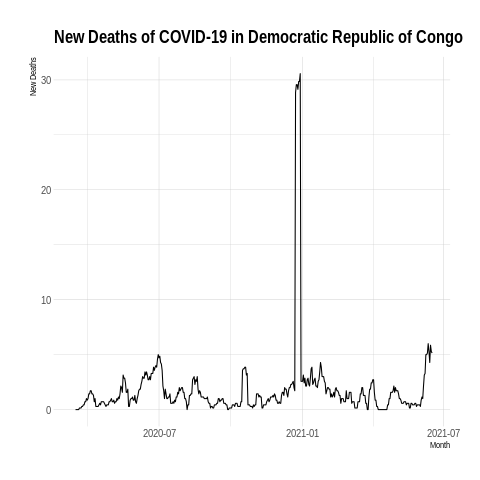 New Deaths of COVID-19 in Democratic Republic of Congo
New Deaths
30
20
10
0
2020-07
2021-01
2021-07
Month